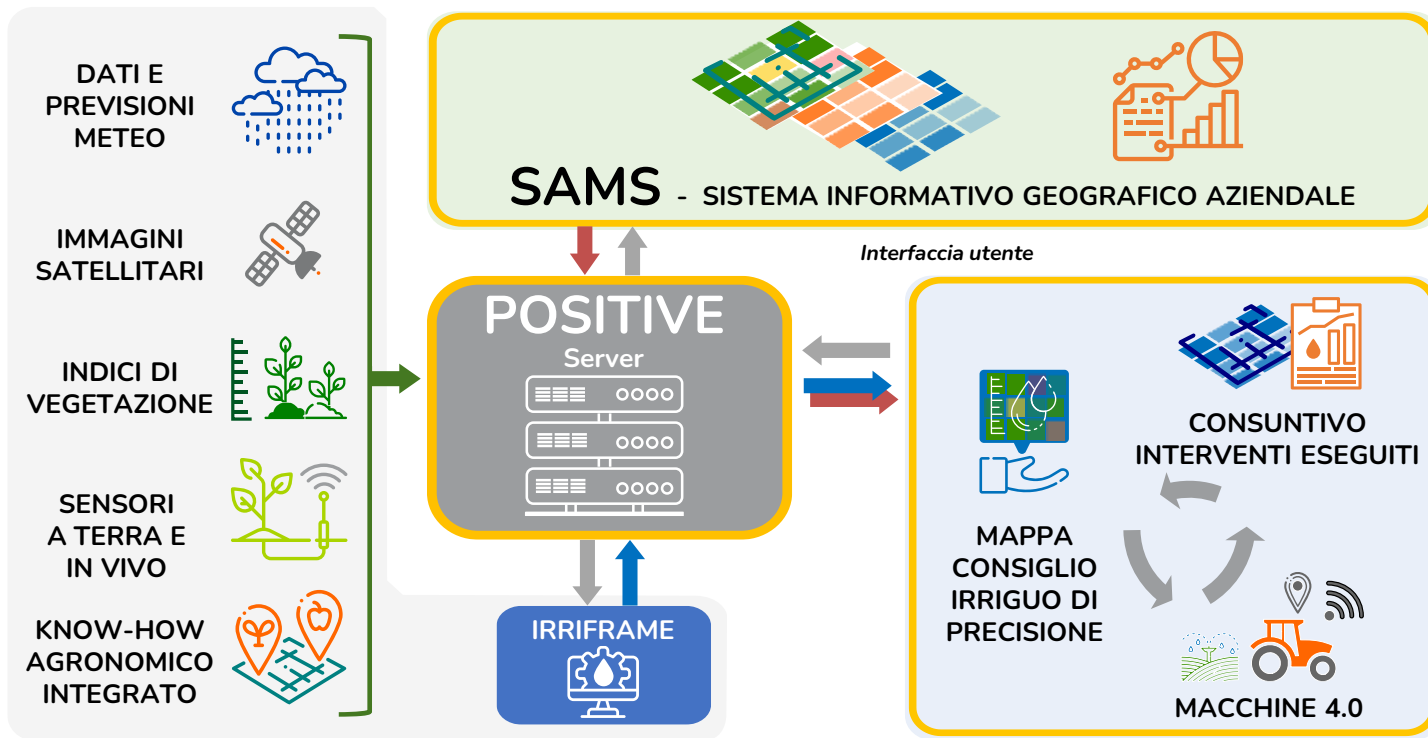 DATI E
PREVISIONI
METEO
IMMAGINI
SATELLITARI
INDICI DI
VEGETAZIONE
SENSORI
A TERRA E
IN VIVO
KNOW-HOW
AGRONOMICO
INTEGRATO
SAMS - SISTEMA INFORMATIVO GEOGRAFICO AZIENDALE
Interfaccia utente
POSITIVE
Server
IRRIFRAME
CONSUNTIVO
INTERVENTI ESEGUITI
MAPPA
CONSIGLIO
IRRIGUO DI
PRECISIONE
MACCHINE 4.0